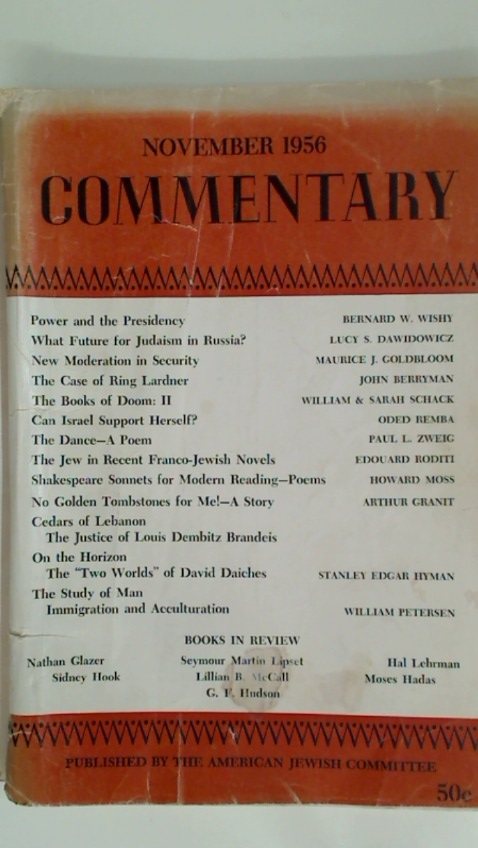 NOVEMBER 1956
COMMENTARY
Power and the Presidency BERNARD W. WISHY
What Future for Judaism in Russia? LUCY S. DAWIDOWICZ
New Moderation in Security MAURICE J. GOLDBLOOM
The Case of Ring Lardner JOHN BERRYMAN
The Books of Doom: II WILLIAM & SARAH SCHACK
Can Israel Support Herself? ODED REMBA
The Dance—A Poem PAUL L. ZWEIG
The Jew in Recent Franco-Jewish Novels EDOUARD RODITI
Shakespeare Sonnets for Modern Reading—Poems HOWARD MOSS
No Golden Tombstones for Me!—A Story ARTHUR GRANIT
Cedars of Lebanon
The Justice of Louis Dembitz Brandeis
On the Horizon
The "Two Worlds" of David Daiches STANLEY EDGAR HYMAN
The Study of Man
Immigration and Acculturation WILLIAM PETERSEN
BOOKS IN REVIEW
Nathan Glazer Seymour Martin Lipset Hal Lehrman
Sidney Hook Lillian B. McCall Moses Hadas
G. F. Hudson
PUBLISHED BY THE AMERICAN JEWISH COMMITTEE
50c